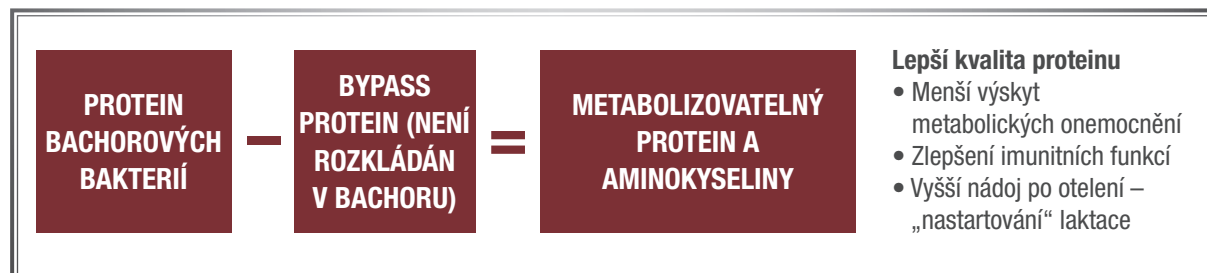 PROTEIN
BACHOROVÝCH
BAKTERIÍ
–
BYPASS
PROTEIN (NENÍ
ROZKLÁDÁN
V BACHORU)
=
METABOLIZOVATELNÝ
PROTEIN A
AMINOKYSELINY
Lepší kvalita proteinu
• Menší výskyt
metabolických onemocnění
• Zlepšení imunitních funkcí
• Vyšší nádoj po otelení –
„nastartování“ laktace